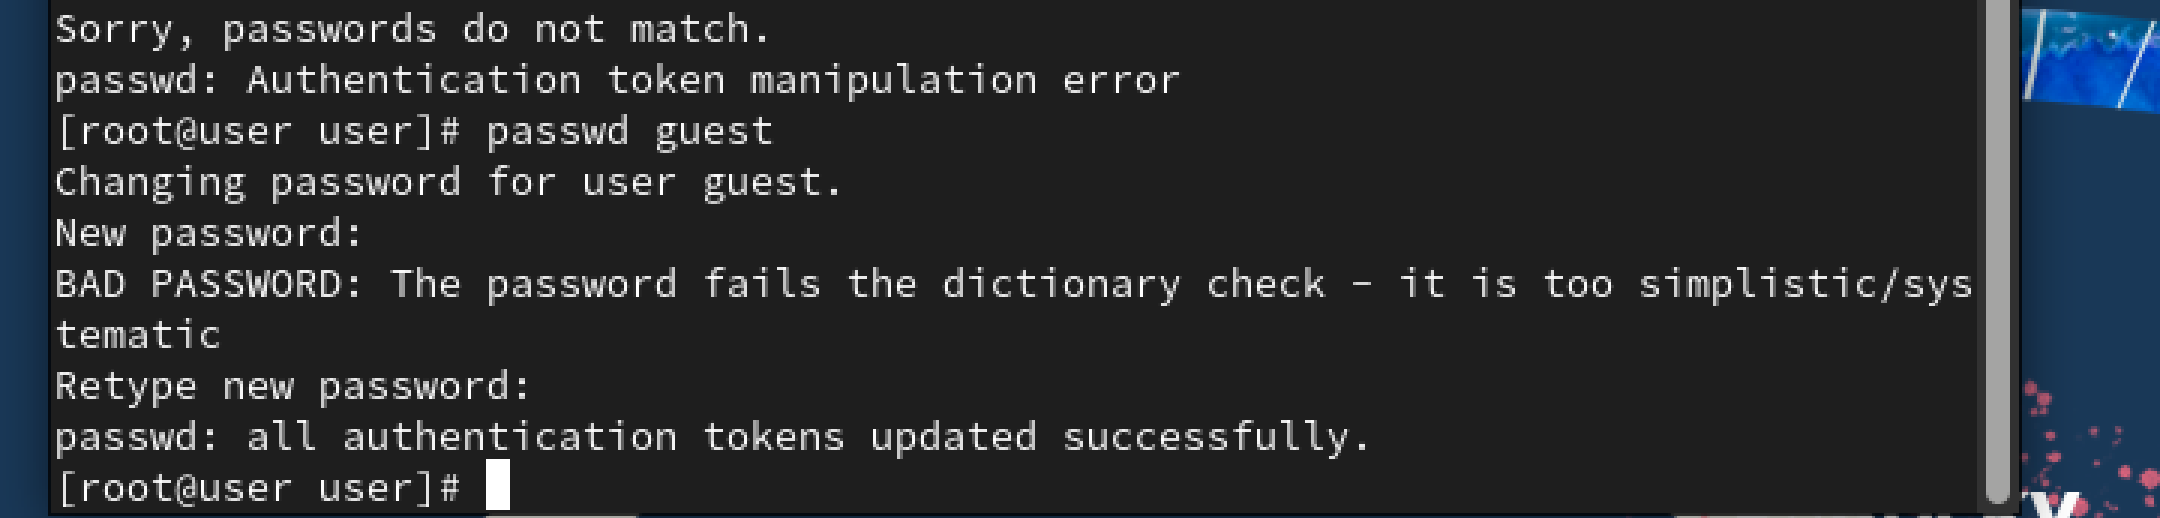 Sorry, passwords do not match.
passwd: Authentication token manipulation error
[root@user user]# passwd guest
Changing password for user guest.
New password:
BAD PASSWORD: The password fails the dictionary check - it is too simplistic/sys
tematic
Retype new password:
passwd: all authentication tokens updated successfully.
[root@user user]#